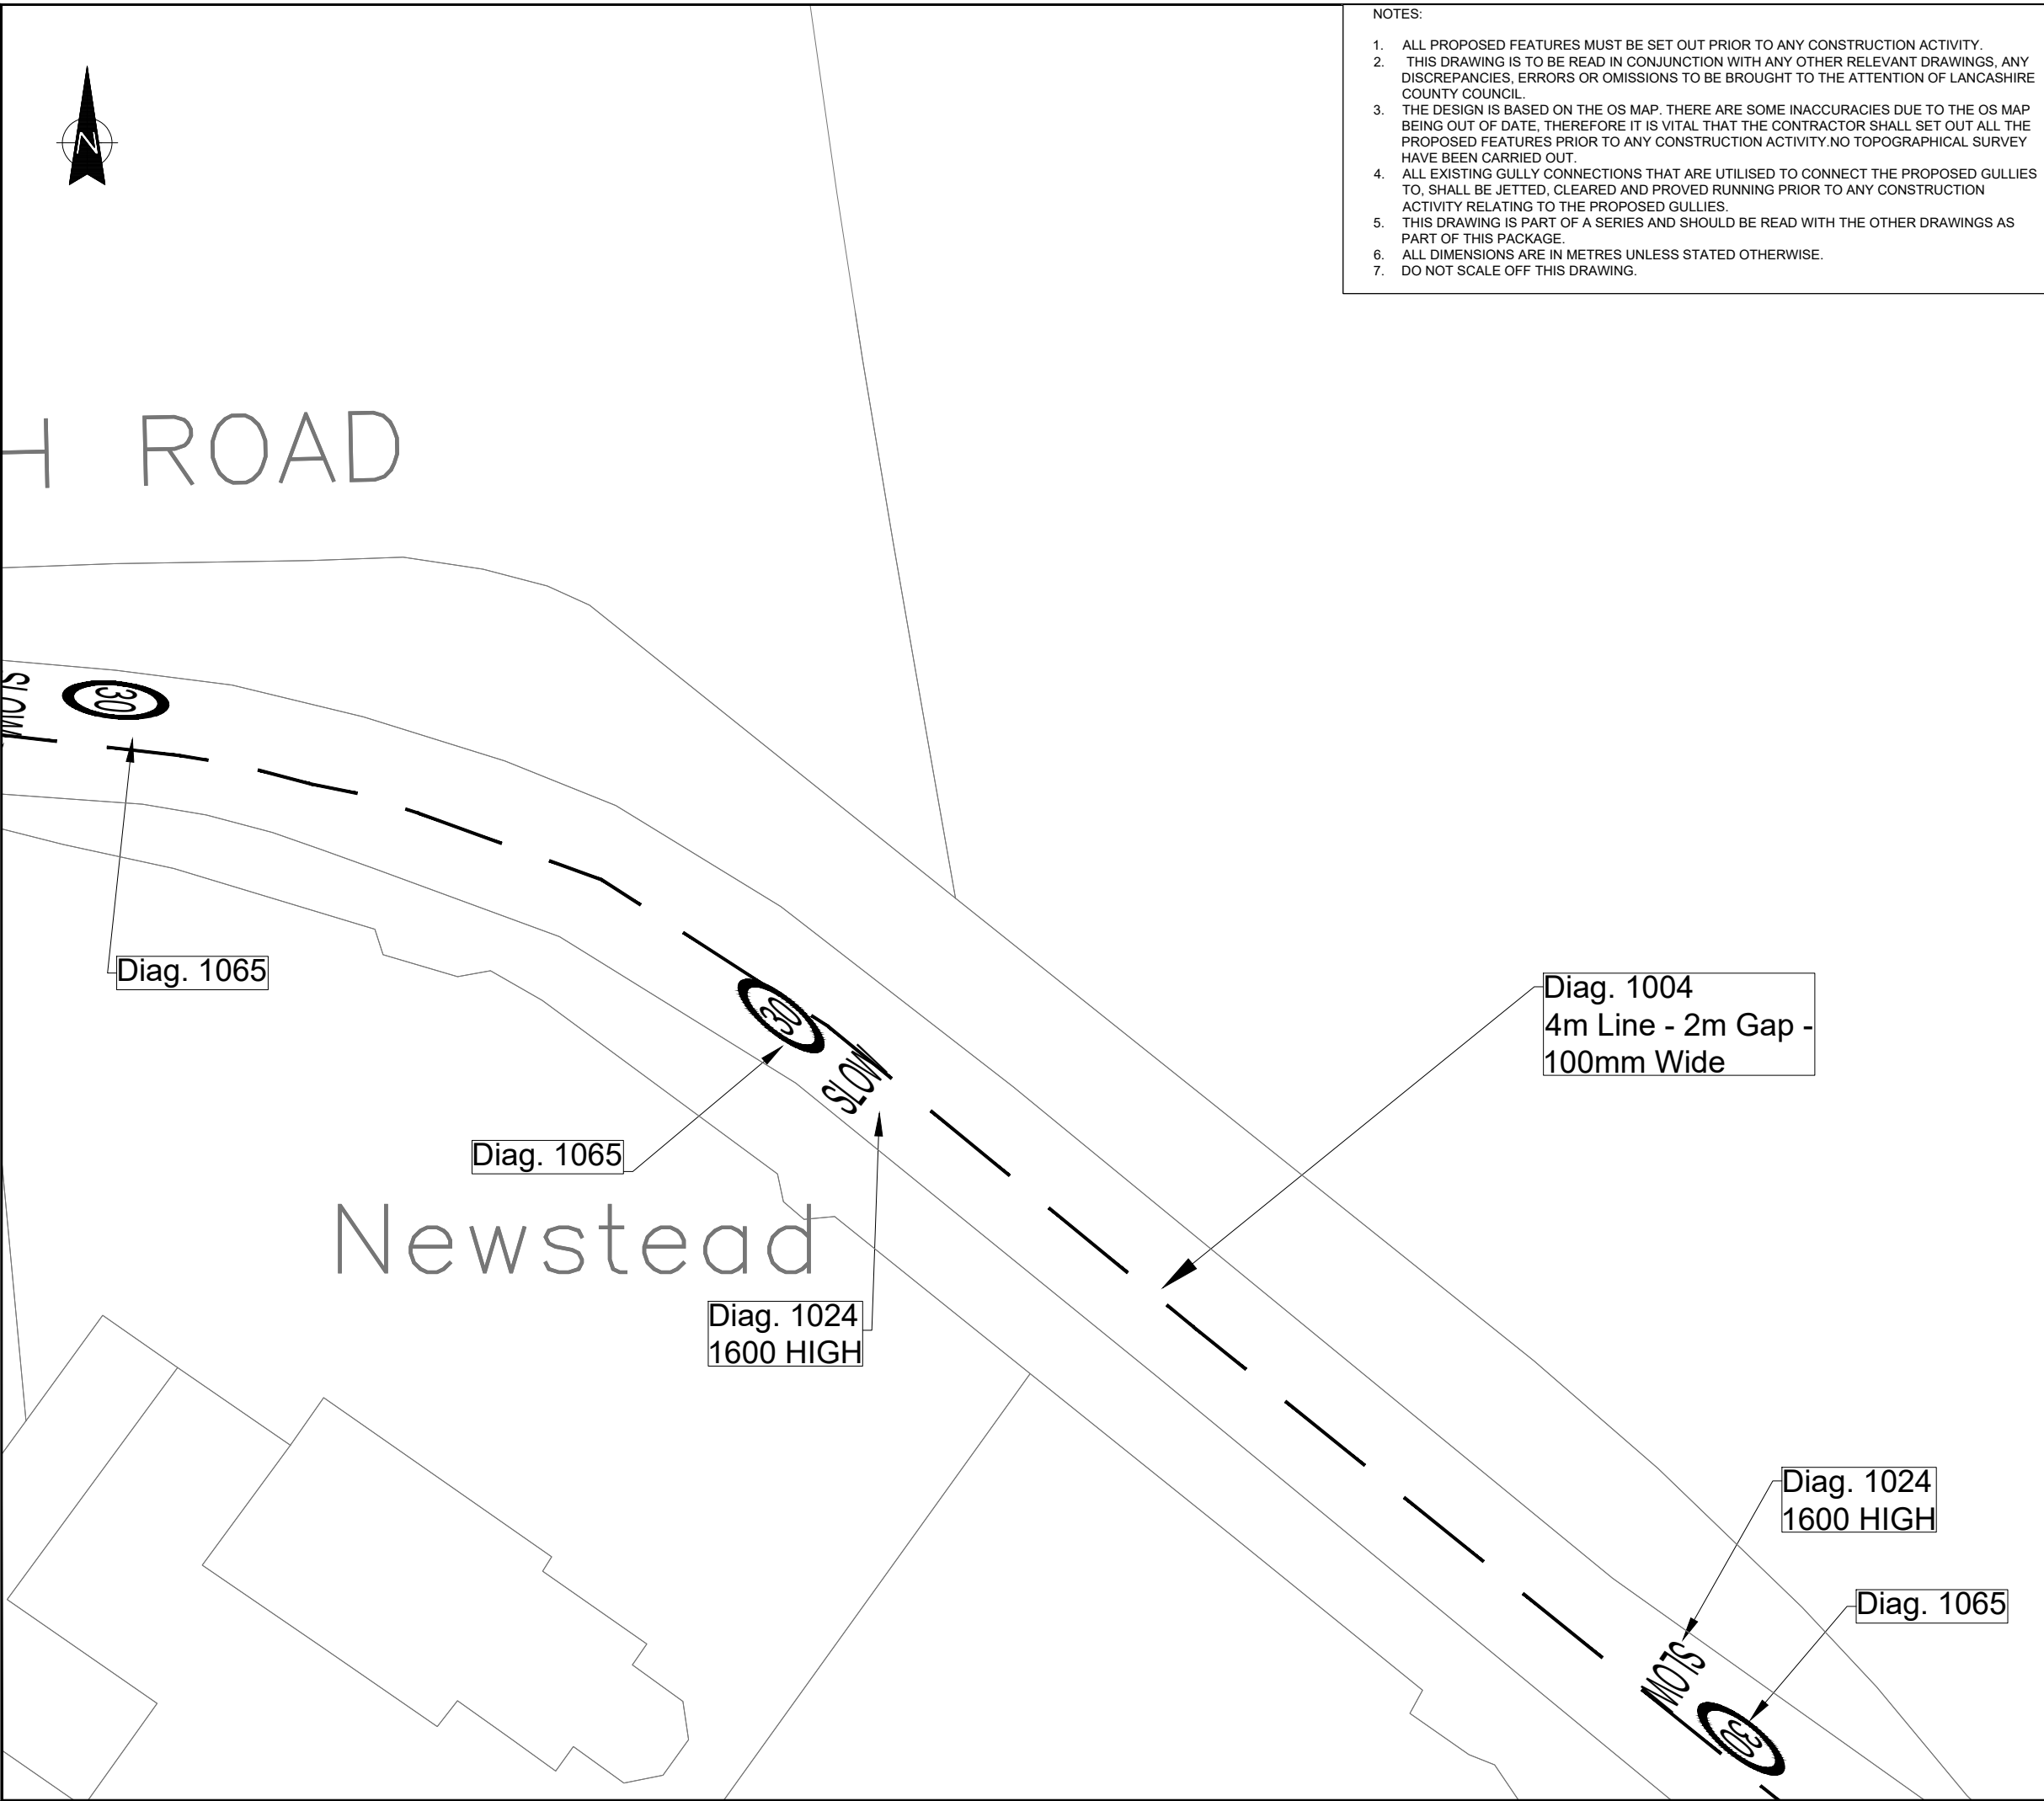 NOTES:
1. ALL PROPOSED FEATURES MUST BE SET OUT PRIOR TO ANY CONSTRUCTION ACTIVITY.
2. THIS DRAWING IS TO BE READ IN CONJUNCTION WITH ANY OTHER RELEVANT DRAWINGS, ANY
DISCREPANCIES, ERRORS OR OMISSIONS TO BE BROUGHT TO THE ATTENTION OF LANCASHIRE
COUNTY COUNCIL.
3. THE DESIGN IS BASED ON THE OS MAP. THERE ARE SOME INACCURACIES DUE TO THE OS MAP
BEING OUT OF DATE, THEREFORE IT IS VITAL THAT THE CONTRACTOR SHALL SET OUT ALL THE
PROPOSED FEATURES PRIOR TO ANY CONSTRUCTION ACTIVITY.NO TOPOGRAPHICAL SURVEY
HAVE BEEN CARRIED OUT.
4. ALL EXISTING GULLY CONNECTIONS THAT ARE UTILISED TO CONNECT THE PROPOSED GULLIES
TO, SHALL BE JETTED, CLEARED AND PROVED RUNNING PRIOR TO ANY CONSTRUCTION
ACTIVITY RELATING TO THE PROPOSED GULLIES.
5. THIS DRAWING IS PART OF A SERIES AND SHOULD BE READ WITH THE OTHER DRAWINGS AS
PART OF THIS PACKAGE.
6. ALL DIMENSIONS ARE IN METRES UNLESS STATED OTHERWISE.
7. DO NOT SCALE OFF THIS DRAWING.
N
H ROAD
SLOW
30
Diag. 1065
30
SLOW
Diag. 1065
Diag. 1004
4m Line - 2m Gap -
100mm Wide
Newstead
Diag. 1024
1600 HIGH
Diag. 1024
1600 HIGH
Diag. 1065
SLOW
30